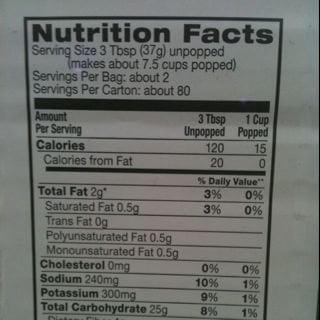 Nutrition Facts
Serving Size 3 Tbsp (37g) unpopped
(makes about 7.5 cups popped)
Servings Per Bag: about 2
Servings Per Carton: about 80
Amount Per Serving 3 Tbsp Unpopped 1 Cup Popped
Calories 120 15
Calories from Fat 20 0
% Daily Value**
Total Fat 2g* 3% 0%
Saturated Fat 0.5g 3% 0%
Trans Fat 0g
Polyunsaturated Fat 0.5g
Monounsaturated Fat 0.5g
Cholesterol 0mg 0% 0%
Sodium 240mg 10% 1%
Potassium 300mg 9% 1%
Total Carbohydrate 25g 8% 1%